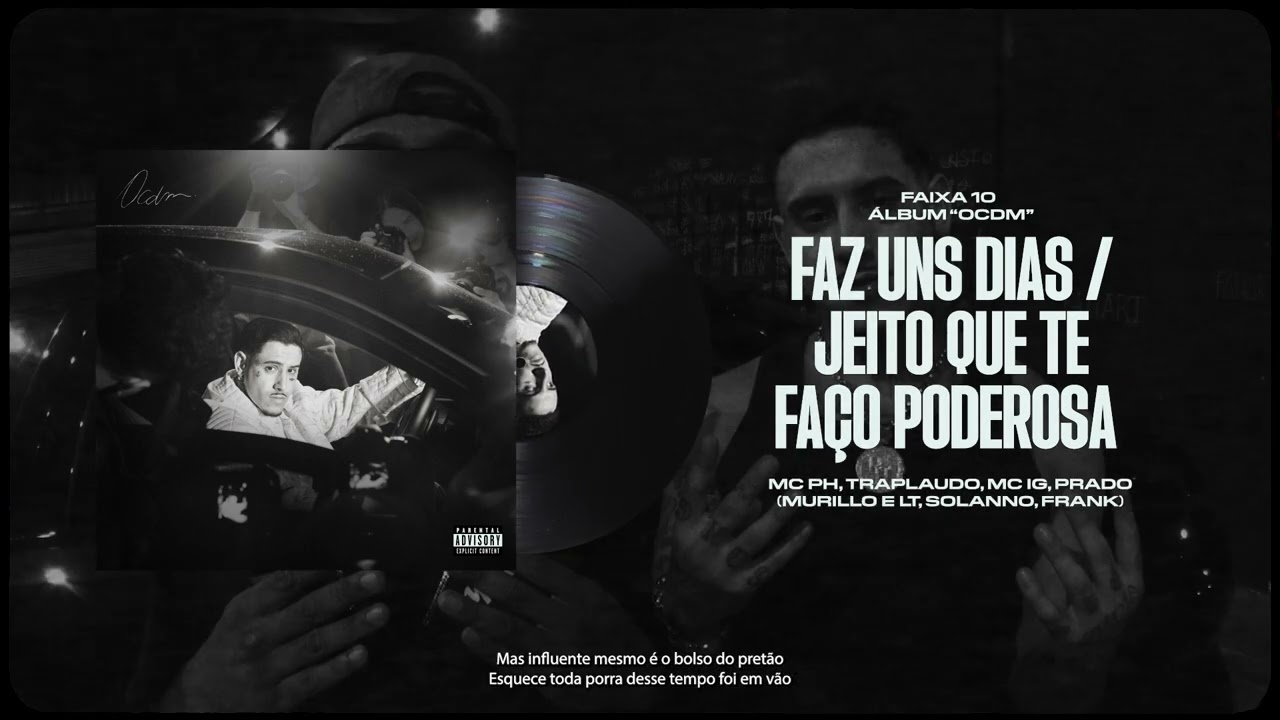 Ocdm
PARENTAL
ADVISORY
EXPLICIT CONTENT
FAIXA 10
ÁLBUM “OCDM”
FAZ UNS DIAS /
JEITO QUE TE
FAÇO PODEROSA
MC PH, TRAPLAUDO, MC IG, PRADO
(MURILLO E LT, SOLANNO, FRANK)
Mas influente mesmo é o bolso do pretão
Esquece toda porra desse tempo foi em vão